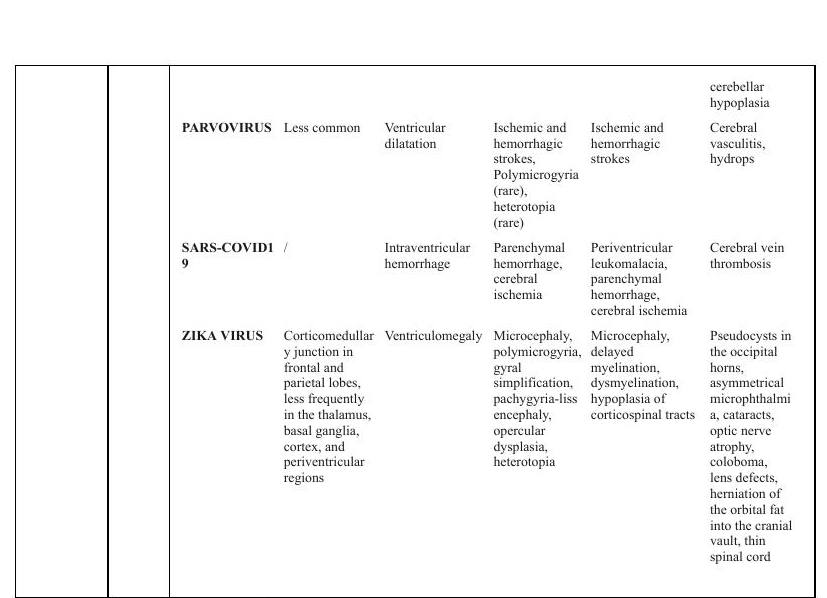 cerebellar
hypoplasia
PARVOVIRUS
Less common
Ventricular
dilatation
Ischemic and
hemorrhagic
strokes,
Polymicrogyria
(rare),
heterotopia
(rare)
Ischemic and
hemorrhagic
strokes
Cerebral
vasculitis,
hydrops
SARS-COVID1
9
/
Intraventricular
hemorrhage
Parenchymal
hemorrhage,
cerebral
ischemia
Periventricular
leukomalacia,
parenchymal
hemorrhage,
cerebral ischemia
Cerebral vein
thrombosis
ZIKA VIRUS
Corticomedullar
y junction in
frontal and
parietal lobes,
less frequently
in the thalamus,
basal ganglia,
cortex, and
periventricular
regions
Ventriculomegaly
Microcephaly,
polymicrogyria,
gyral
simplification,
pachygyria-liss
encephaly,
opercular
dysplasia,
heterotopia
Microcephaly,
delayed
myelination,
dysmyelination,
hypoplasia of
corticospinal tracts
Pseudocysts in
the occipital
horns,
asymmetrical
microphthalmi
a, cataracts,
optic nerve
atrophy,
coloboma,
lens defects,
herniation of
the orbital fat
into the cranial
vault, thin
spinal cord